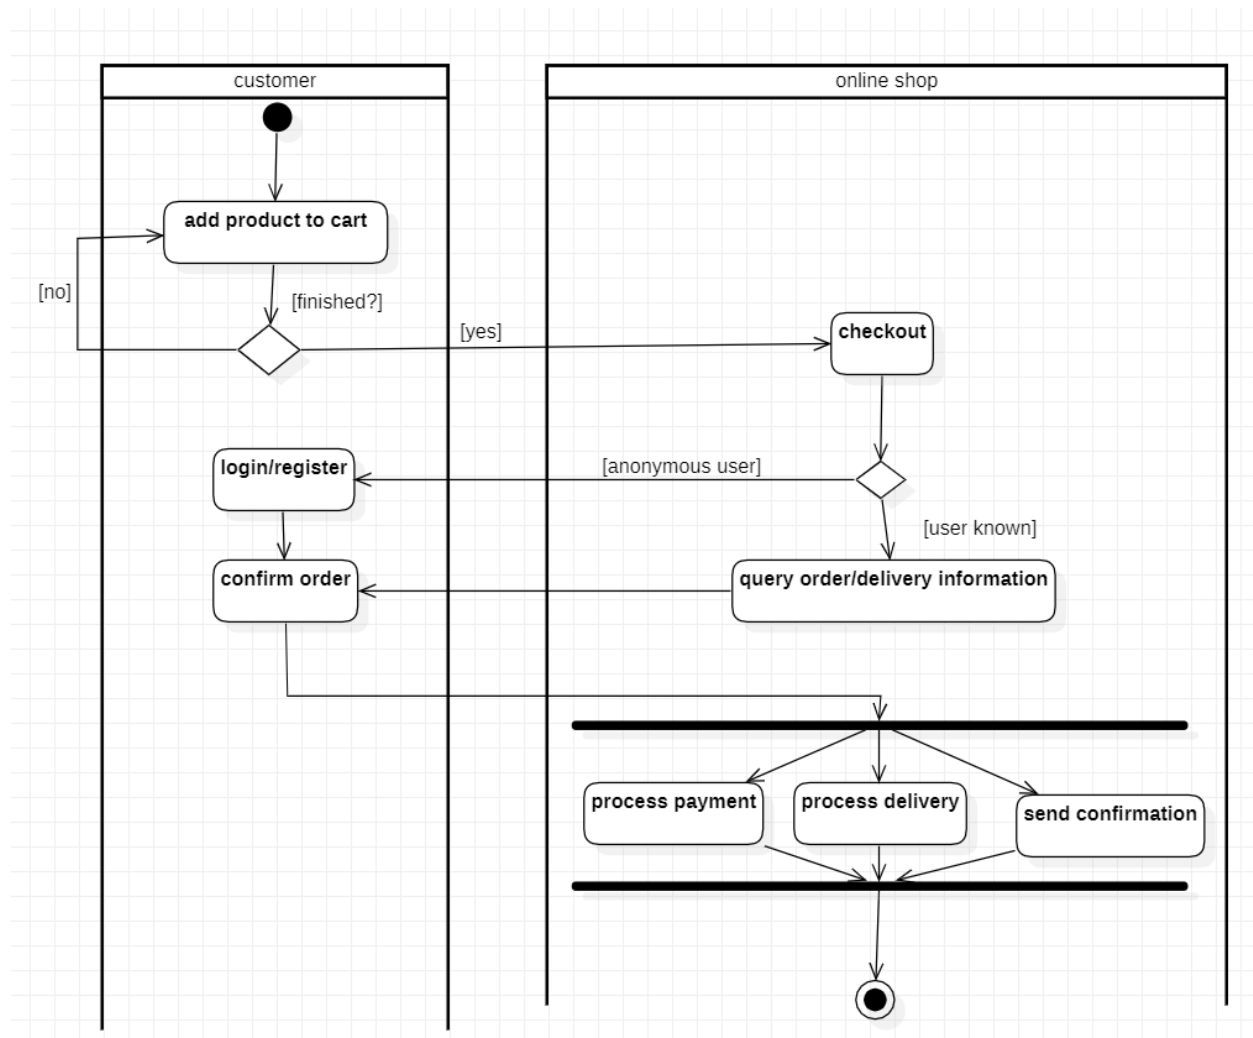 customer
online shop
add product to cart
[no]
[finished?]
[yes]
checkout
login/register
[anonymous user]
[user known]
confirm order
query order/delivery information
process payment
process delivery
send confirmation